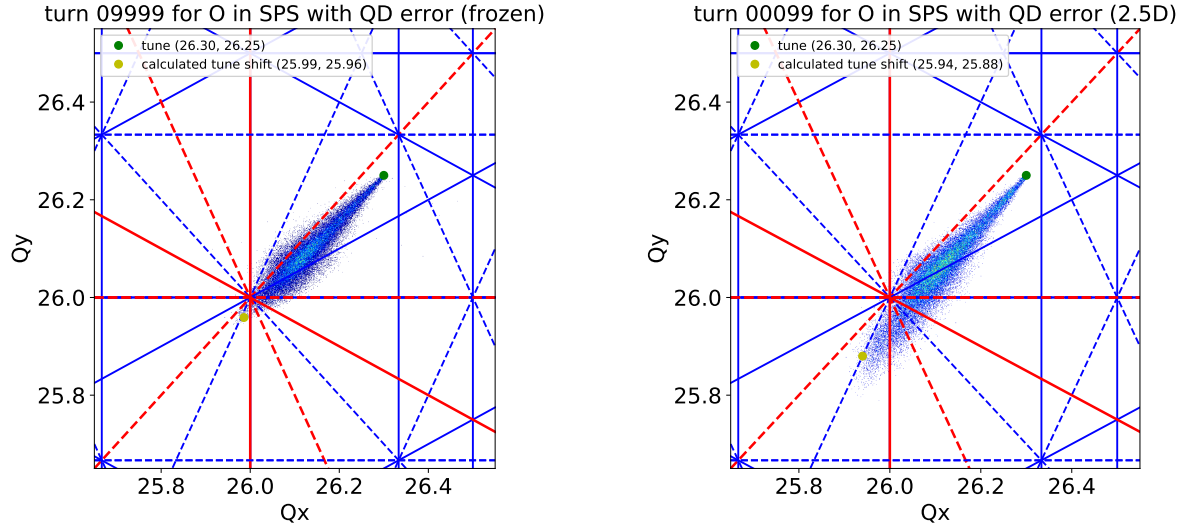 turn 09999 for O in SPS with QD error (frozen)
tune (26.30, 26.25)
calculated tune shift (25.99, 25.96)
26.4
26.2
26.0
25.8
Qy
25.8 26.0 26.2 26.4
Qx
turn 00099 for O in SPS with QD error (2.5D)
tune (26.30, 26.25)
calculated tune shift (25.94, 25.88)
26.4
26.2
26.0
25.8
Qy
25.8 26.0 26.2 26.4
Qx